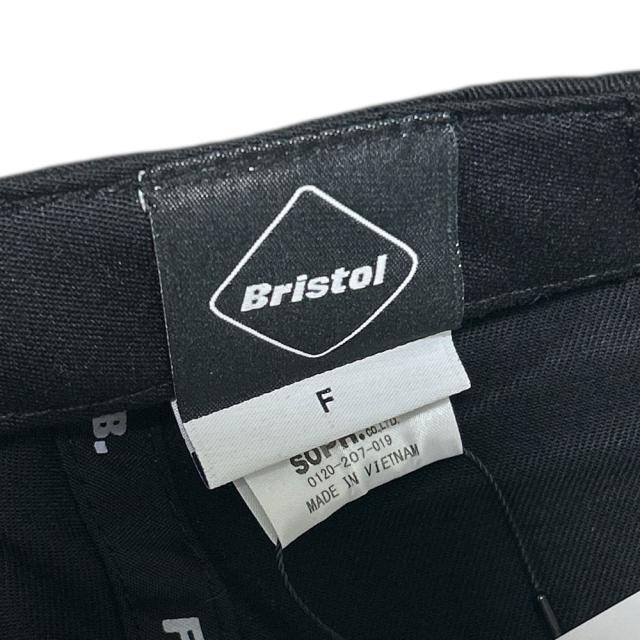 Bristol
F
SOPH.CO.,LTD.
0120-207-019
MADE IN VIETNAM
B.
F